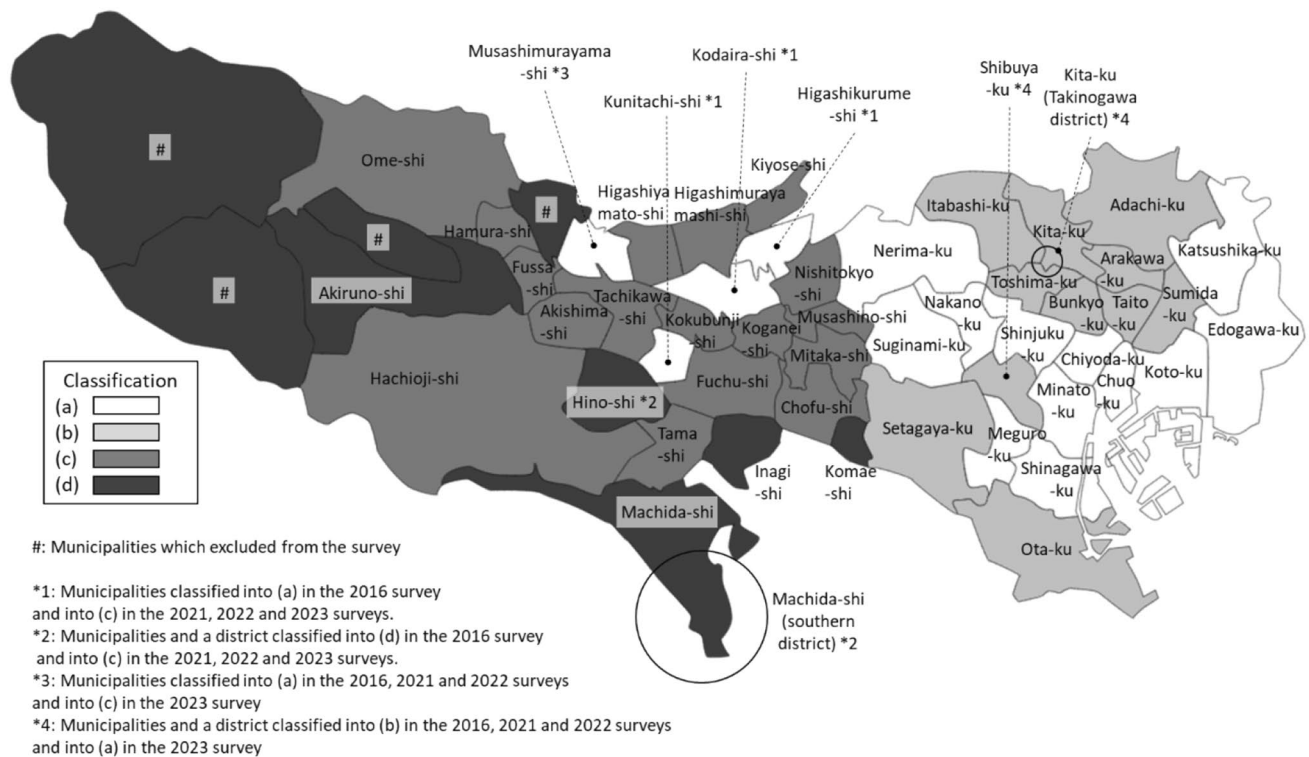 Musashimurayama
-shi *3
Kodaira-shi *1
Kunitachi-shi *1
Higashikurume
-shi *1
Shibuya
-ku *4
Kita-ku
(Takinogawa
district) *4
#
Ome-shi
Kiyose-shi
#
Higashiya
mato-shi
Higashimuraya
mashi-shi
Itabashi-ku
Adachi-ku
Hamura-shi
#
Kita-ku
Nerima-ku
Katsushika-ku
Fussa
-shi
Nishitokyo
-shi
Arakawa
-ku
Toshima-ku
#
Akiruno-shi
Tachikawa
-shi
Akishima
-shi
Kokubunji
-shi
Koganei
-shi
Musashino-shi
Nakano
-ku
Bunkyo
-ku
Taito
-ku
Sumida
-ku
Edogawa-ku
Suginami-ku
Shinjuku
-ku
Mitaka-shi
Chiyoda-ku
Koto-ku
Hachioji-shi
Fuchu-shi
Minato
-ku
Chuo
-ku
Hino-shi *2
Chofu-shi
Setagaya-ku
Meguro
-ku
Tama
-shi
Inagi
-shi
Komae
-shi
Shinagawa
-ku
Machida-shi
Ota-ku
Machida-shi
(southern
district) *2
Classification
(a)
(b)
(c)
(d)
#: Municipalities which excluded from the survey
*1: Municipalities classified into (a) in the 2016 survey
and into (c) in the 2021, 2022 and 2023 surveys.
*2: Municipalities and a district classified into (d) in the 2016 survey
and into (c) in the 2021, 2022 and 2023 surveys.
*3: Municipalities classified into (a) in the 2016, 2021 and 2022 surveys
and into (c) in the 2023 survey
*4: Municipalities and a district classified into (b) in the 2016, 2021 and 2022 surveys
and into (a) in the 2023 survey